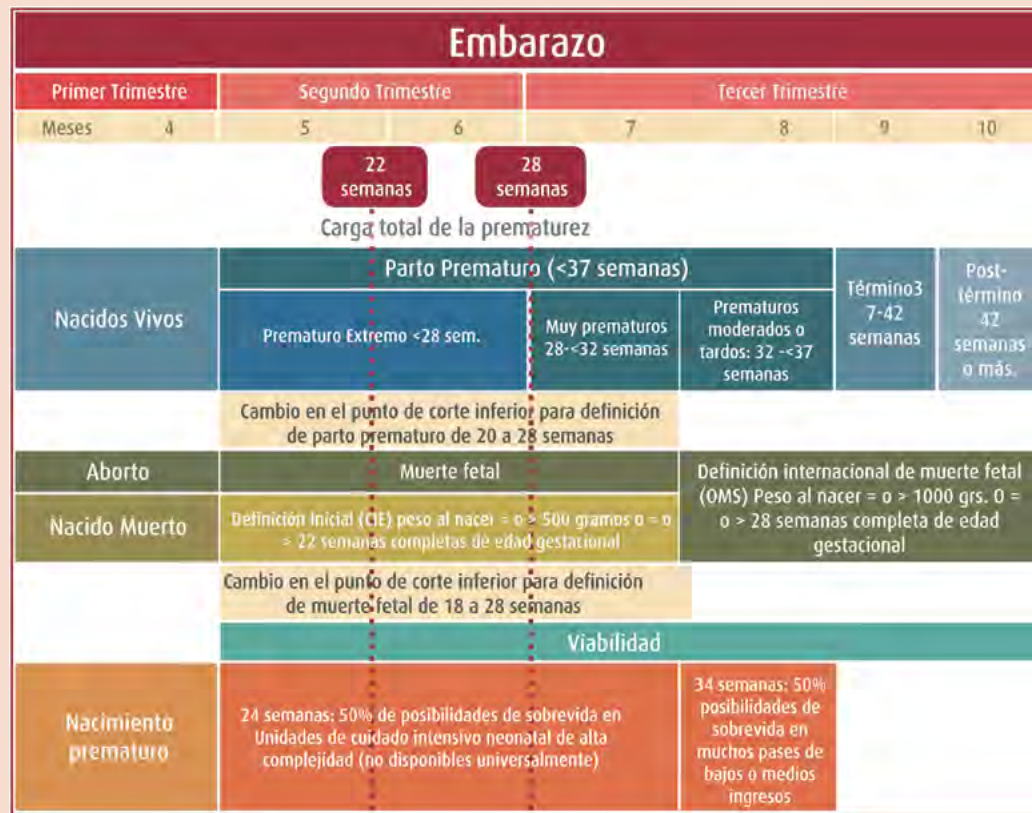 Embarazo
Primer Trimestre
Segundo Trimestre
Tercer Trimestre
Meses 4 5 6 7 8 9 10
22
semanas
28
semanas
Carga total de la prematurez
Nacidos Vivos
Parto Prematuro (<37 semanas)
Prematuro Extremo <28 sem.
Muy prematuros
28-<32 semanas
Prematuros
moderados o
tardos: 32 -<37
semanas
Término3
7-42
semanas
Post-
término
42
semanas
o más.
Cambio en el punto de corte inferior para definición
de parto prematuro de 20 a 28 semanas
Aborto
Muerte fetal
Nacido Muerto
Definición Inicial (CIE) peso al nacer = o > 500 gramos o = o
> 22 semanas completas de edad gestacional
Definición internacional de muerte fetal
(OMS) Peso al nacer = o > 1000 grs. O =
o > 28 semanas completa de edad
gestacional
Cambio en el punto de corte inferior para definición
de muerte fetal de 18 a 28 semanas
Viabilidad
Nacimiento
prematuro
24 semanas: 50% de posibilidades de sobrevida en
Unidades de cuidado intensivo neonatal de alta
complejidad (no disponibles universalmente)
34 semanas: 50%
posibilidades de
sobrevida en
muchos pases de
bajos o medios
ingresos